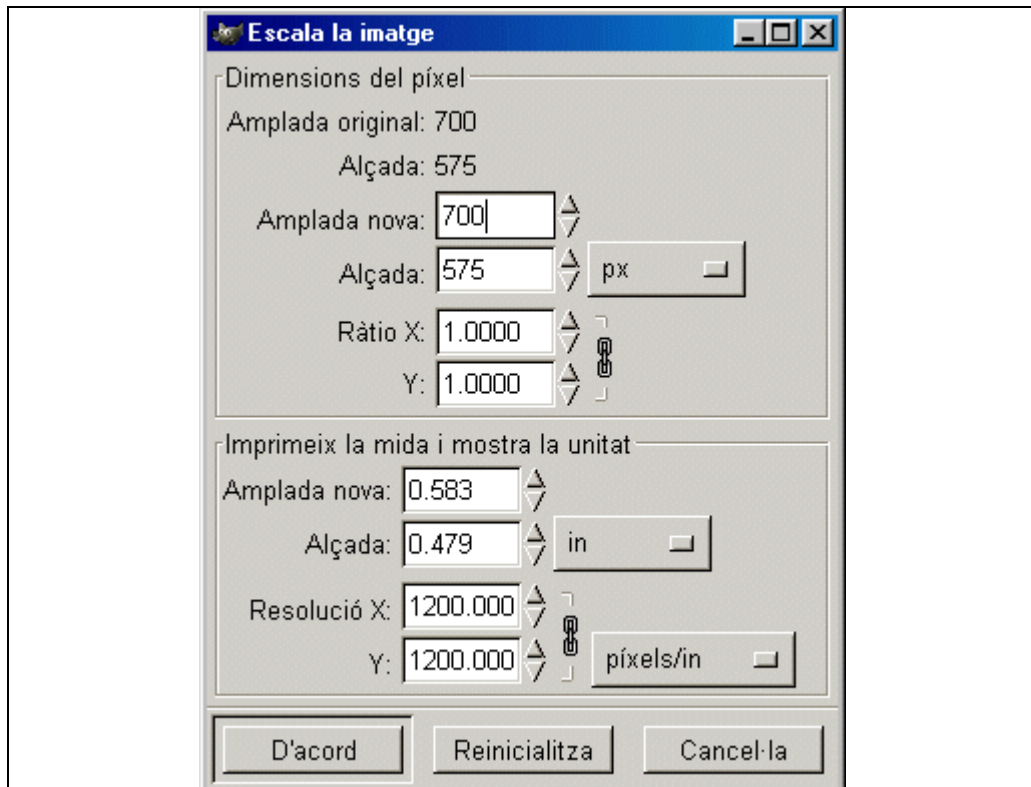 Escala la imatge
Dimensions del píxel
Amplada original: 700
Alçada: 575
Amplada nova: 700
Alçada: 575 px
Ràtio X: 1.0000
Y: 1.0000
Imprimeix la mida i mostra la unitat
Amplada nova: 0.583
Alçada: 0.479 in
Resolució X: 1200.000
Y: 1200.000 píxels/in
D'acord Reinicialitza Cancel·la